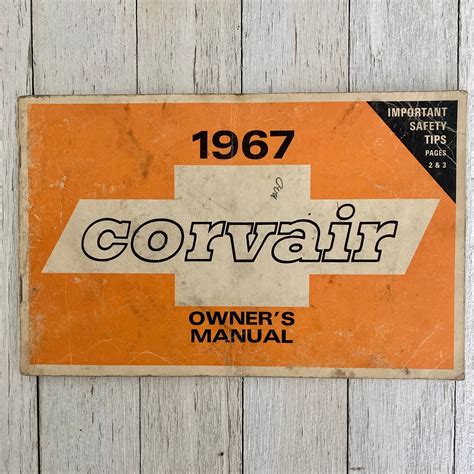 1967
corvair
OWNER'S
MANUAL
IMPORTANT
SAFETY
TIPS
PAGES
2 & 3